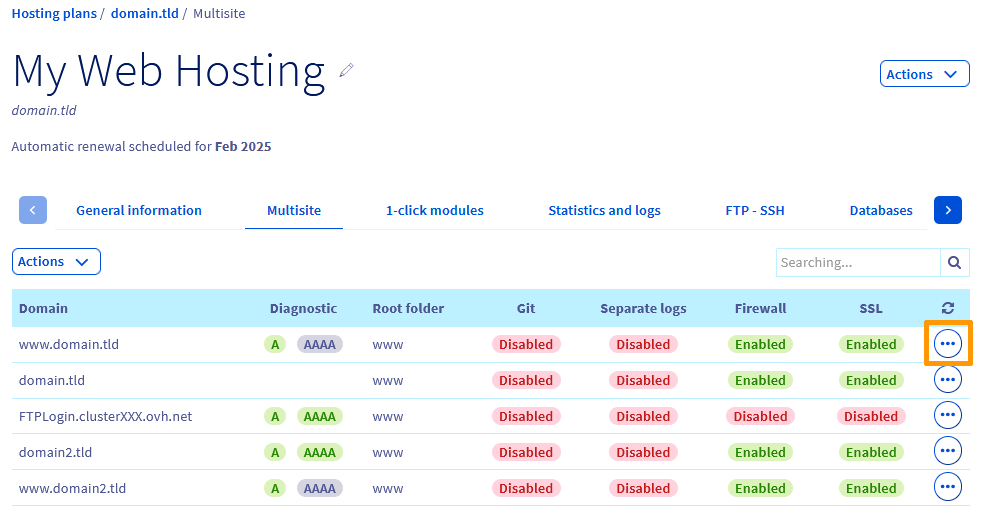 Hosting plans / domain.tld / Multisite
My Web Hosting
Actions
domain.tld
Automatic renewal scheduled for Feb 2025
General information Multisite 1-click modules Statistics and logs FTP - SSH Databases
Actions Searching...
Domain Diagnostic Root folder Git Separate logs Firewall SSL
www.domain.tld A AAAA www Disabled Disabled Enabled Enabled
domain.tld www Disabled Disabled Enabled Enabled
FTPLogin.clusterXXX.ovh.net A AAAA www Disabled Disabled Disabled Disabled
domain2.tld A AAAA www Disabled Disabled Enabled Enabled
www.domain2.tld A AAAA www Disabled Disabled Enabled Enabled